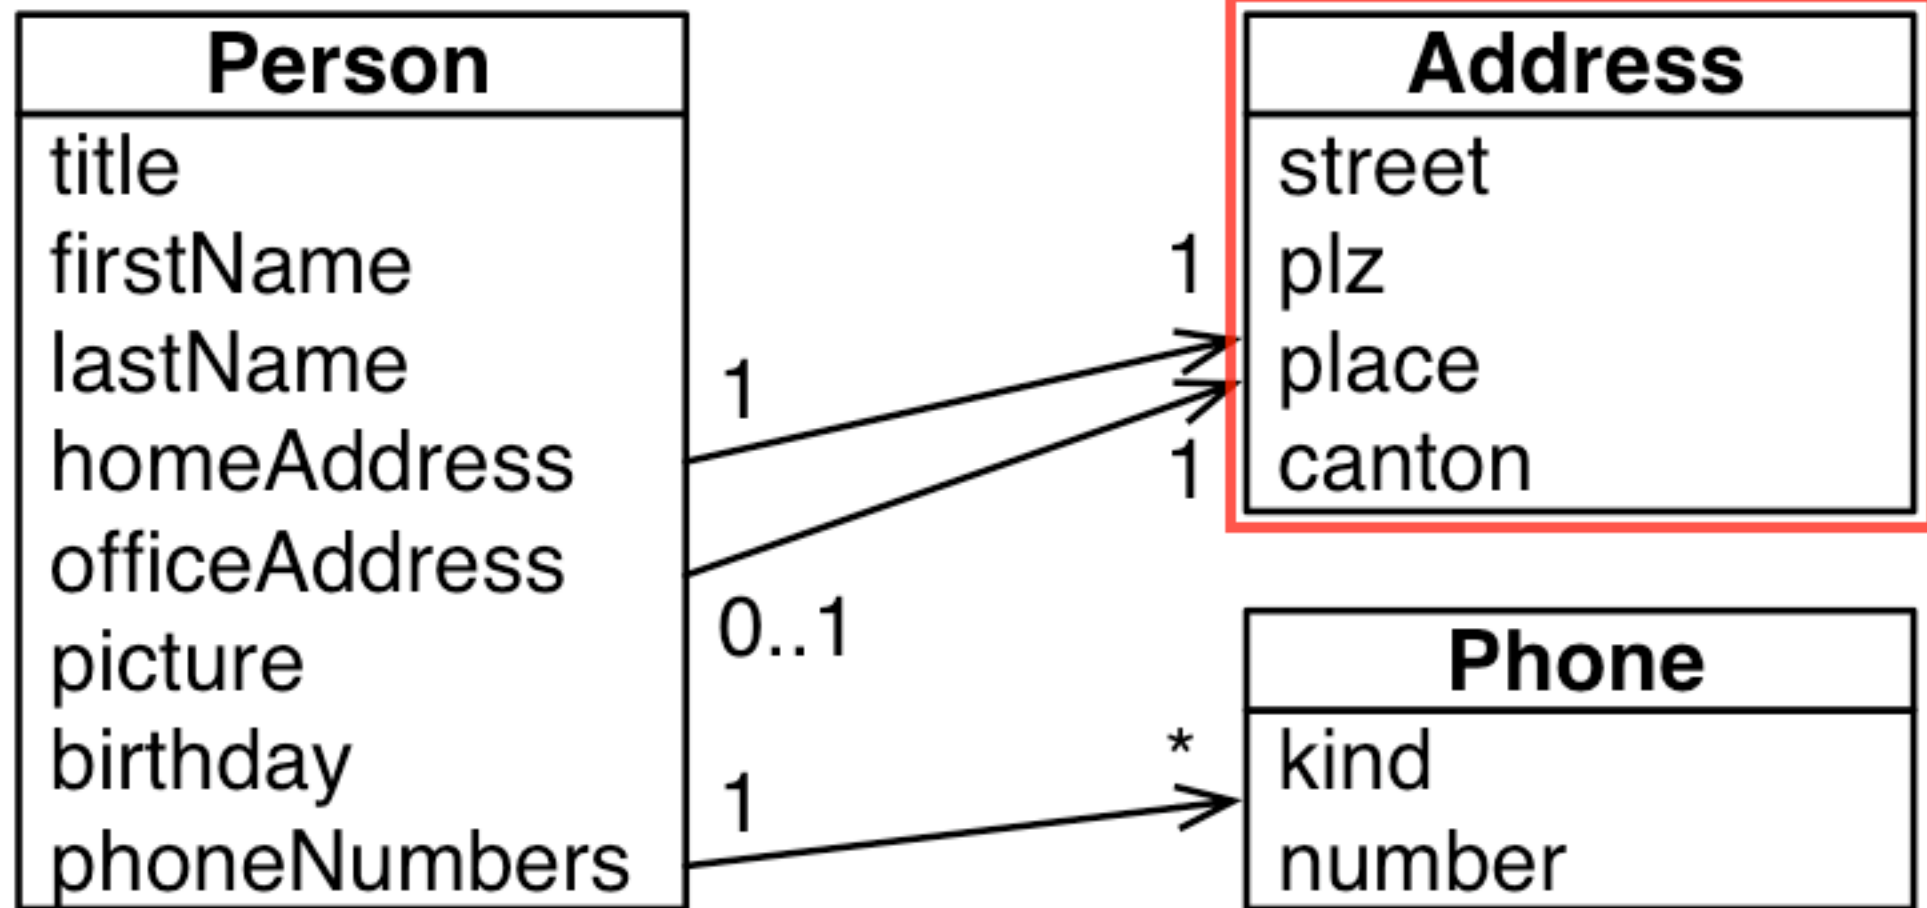 Person
title
firstName
lastName
homeAddress
officeAddress
picture
birthday
phoneNumbers
1
1
0..1
1
1
*
Address
street
plz
place
canton
Phone
kind
number